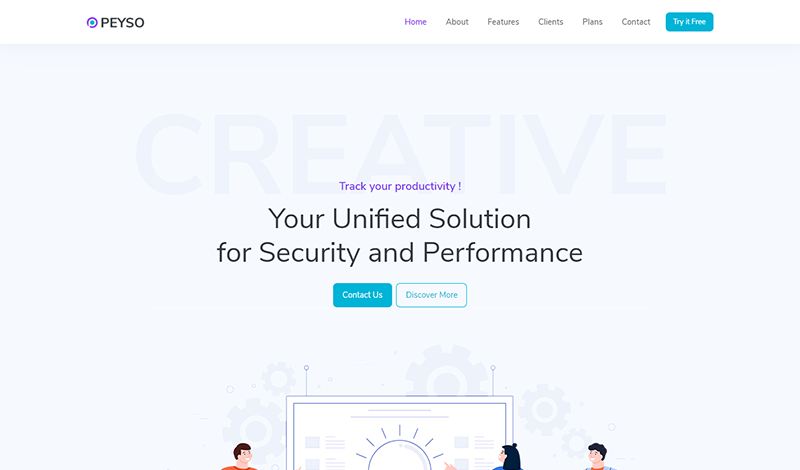 PEYSO
Home About Features Clients Plans Contact Try it Free
CREATIVE
Track your productivity !
Your Unified Solution
for Security and Performance
Contact Us Discover More